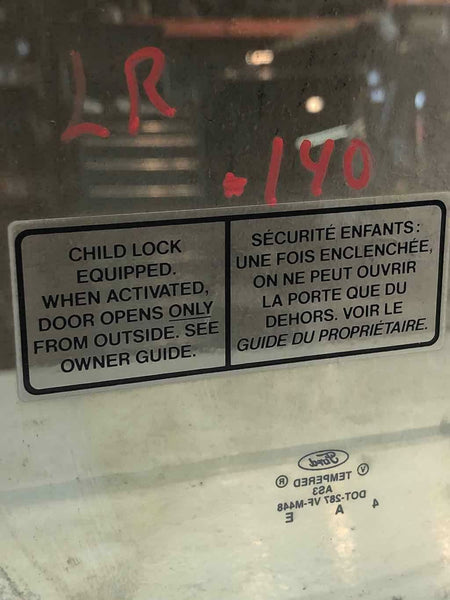 LR
.140
CHILD LOCK
EQUIPPED.
WHEN ACTIVATED,
DOOR OPENS ONLY
FROM OUTSIDE. SEE
OWNER GUIDE.
SÉCURITÉ ENFANTS :
UNE FOIS ENCLENCHÉE,
ON NE PEUT OUVRIR
LA PORTE QUE DU
DEHORS. VOIR LE
GUIDE DU PROPRIÉTAIRE.
Ford
TEMPERED ®
AS3
DOT-287 VF-M448
4 A E